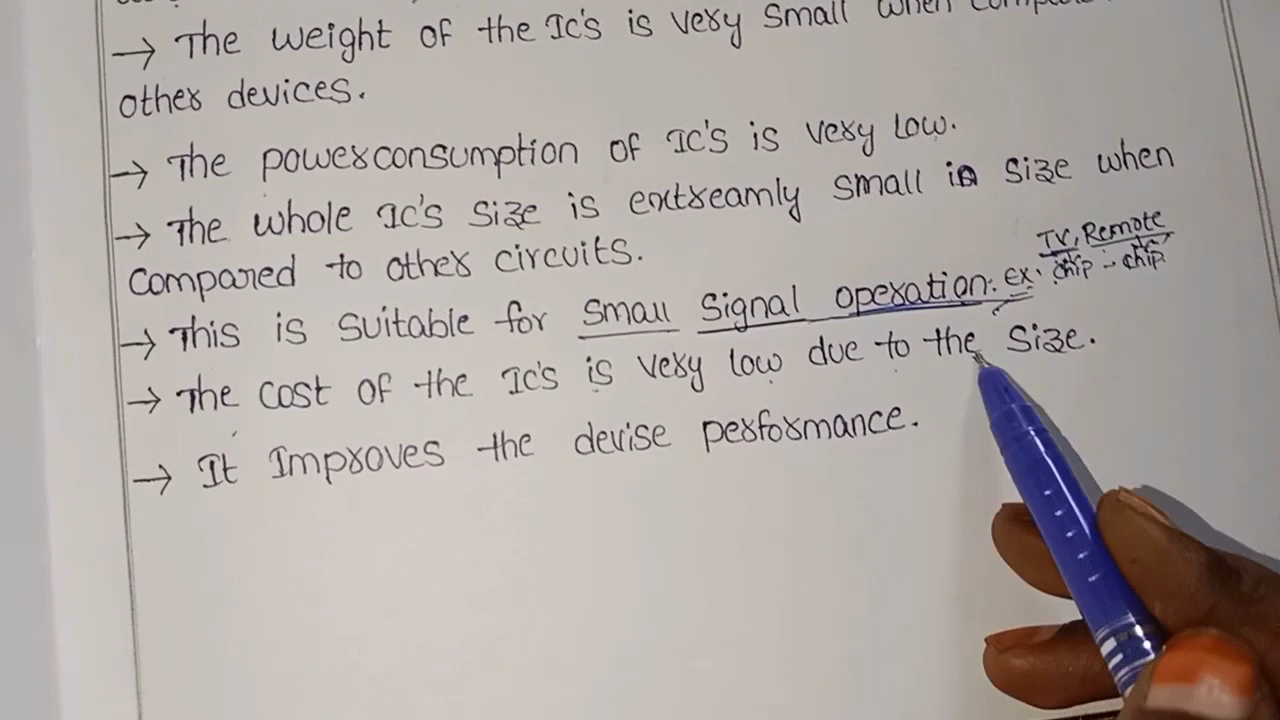 → The weight of the Ic's is very small when
other devices.
→ The powerconsumption of Ic's is very low.
→ The whole Ic's size is extreamly small in size when
compared to other circuits.
TV, Remote
→ This is suitable for small signal operation. Ex. chip - chip
→ The cost of the Ic's is very low due to the size.
→ It Improves the devise performance.